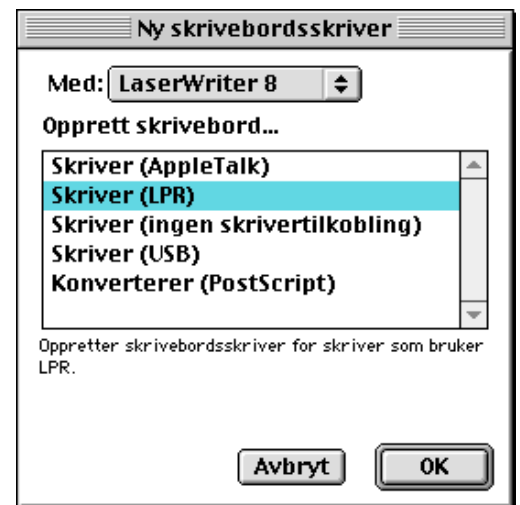 Ny skrivebordsskriver
Med: LaserWriter 8
Opprett skrivebord...
Skriver (AppleTalk)
Skriver (LPR)
Skriver (ingen skrivertilkobling)
Skriver (USB)
Konverterer (PostScript)
Oppretter skrivebordsskriver for skriver som bruker
LPR.
Avbryt OK